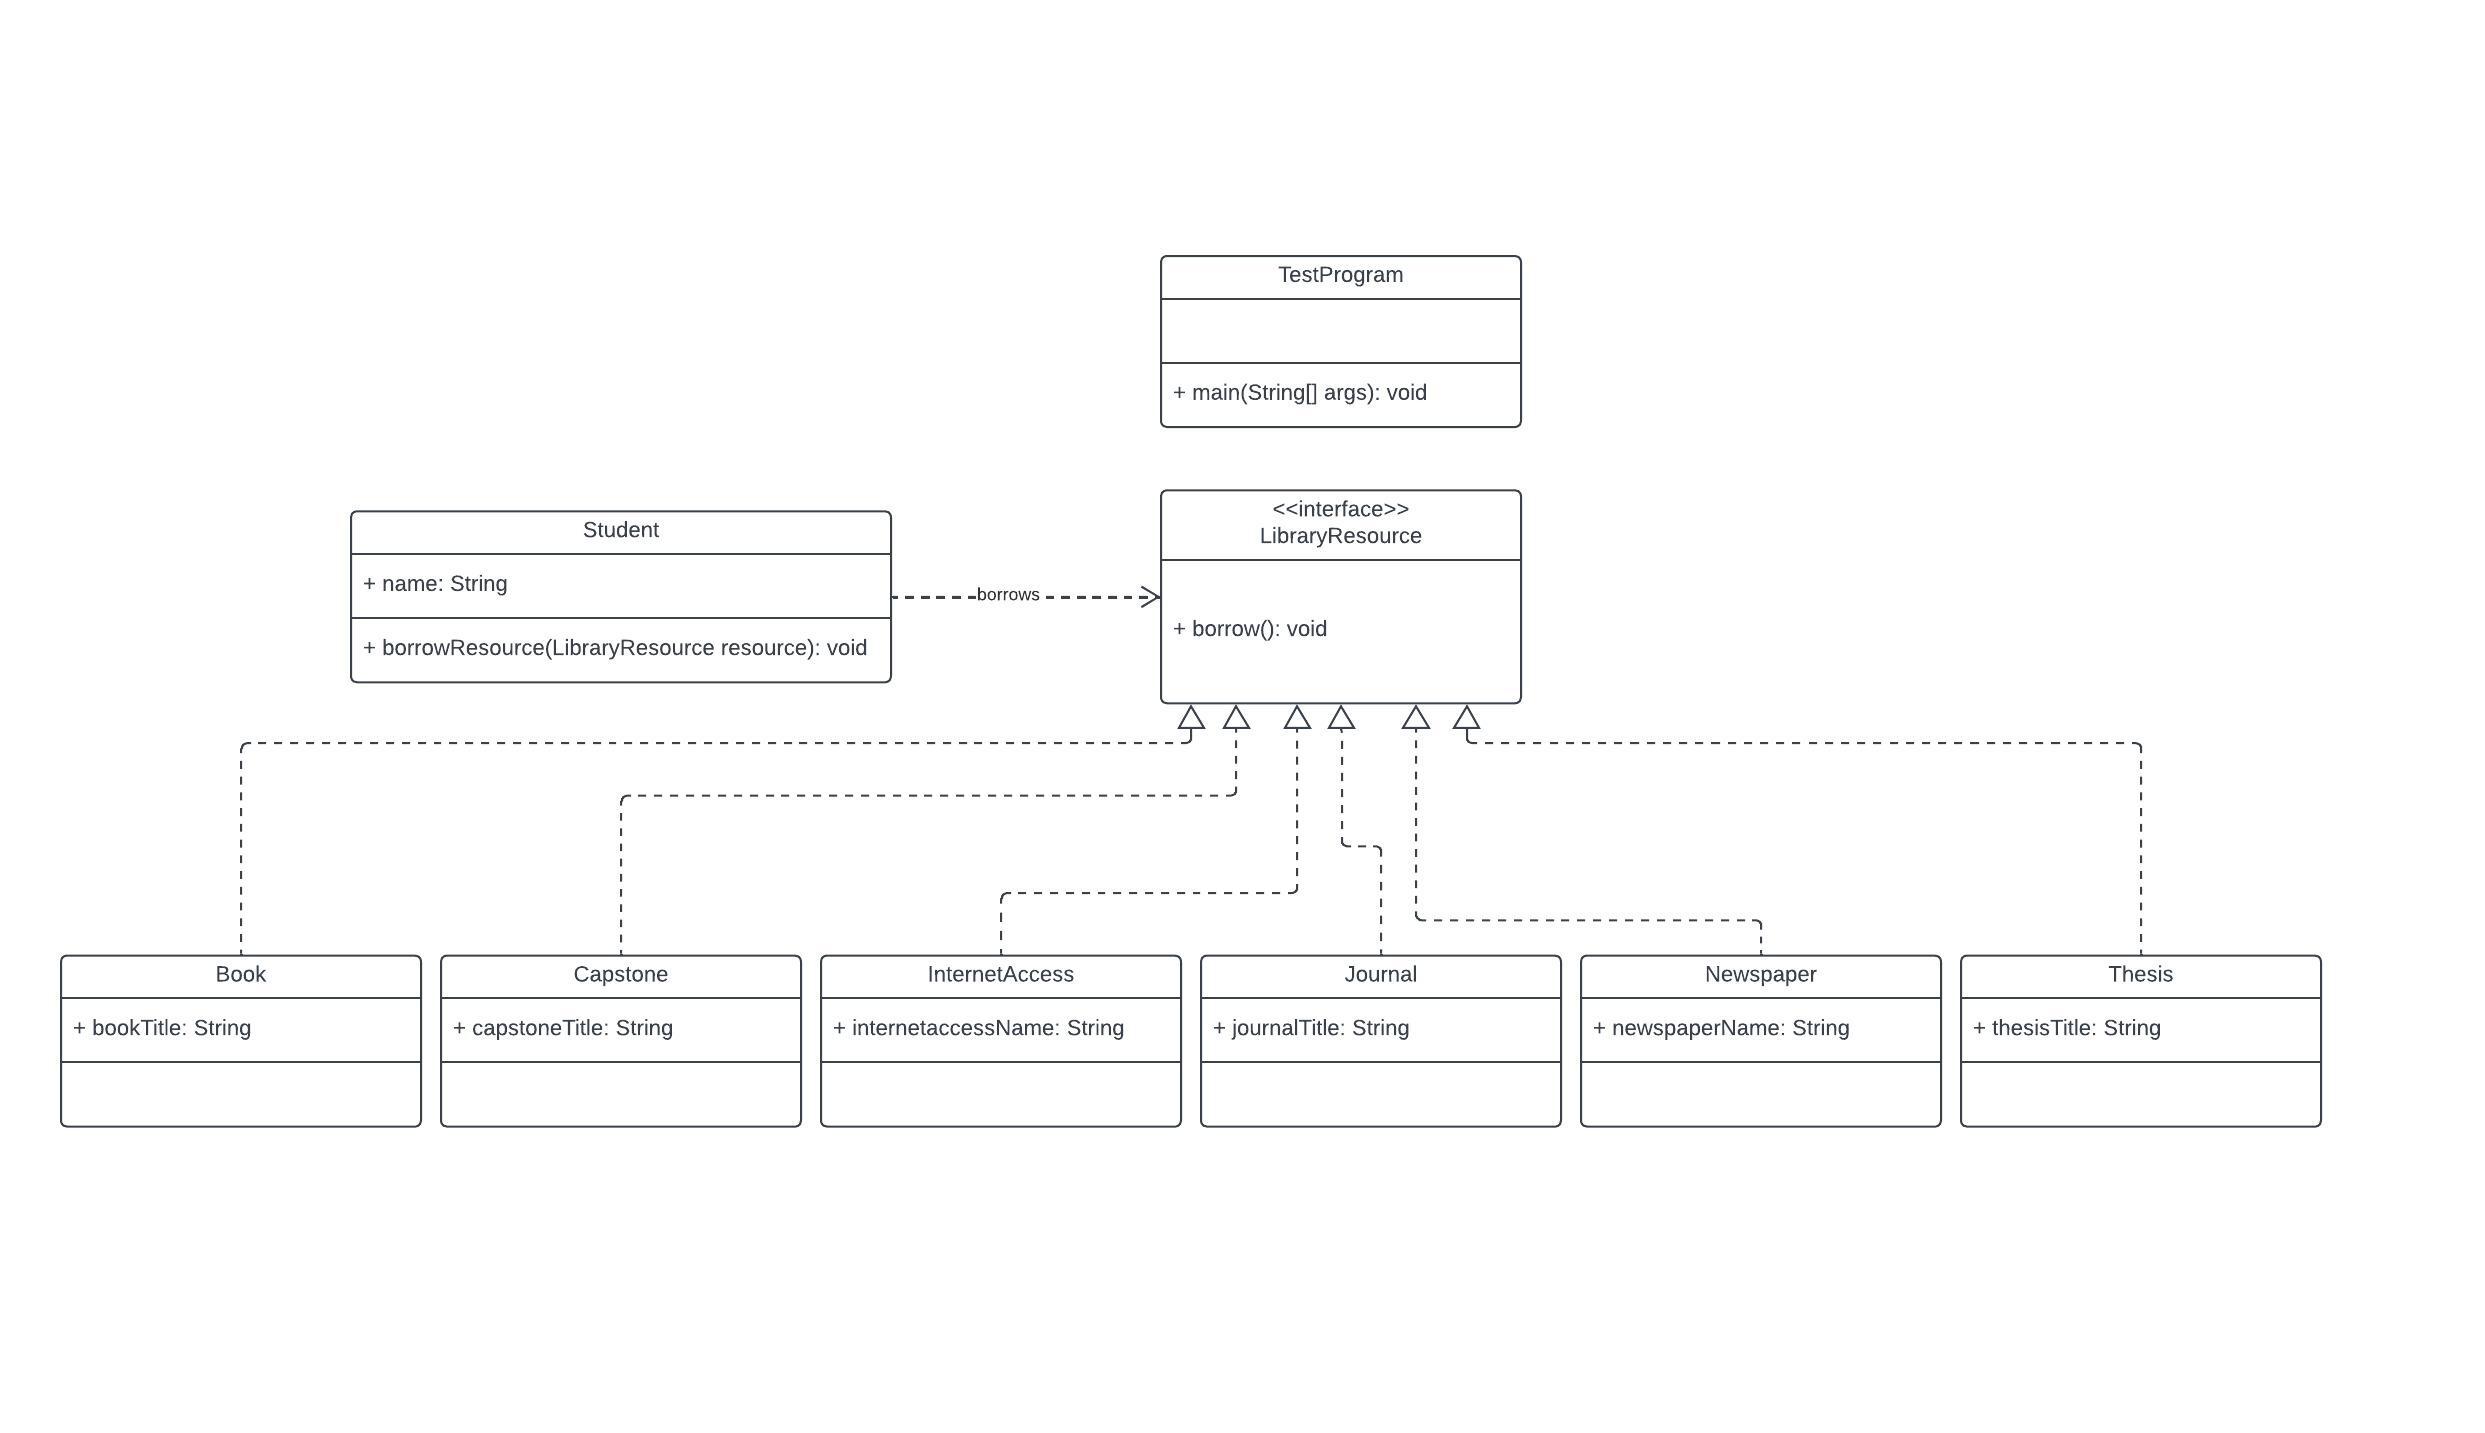 TestProgram
+ main(String[] args): void
<<interface>>
LibraryResource
+ borrow(): void
Student
+ name: String
+ borrowResource(LibraryResource resource): void
borrows
Book
+ bookTitle: String
Capstone
+ capstoneTitle: String
InternetAccess
+ internetaccessName: String
Journal
+ journalTitle: String
Newspaper
+ newspaperName: String
Thesis
+ thesisTitle: String